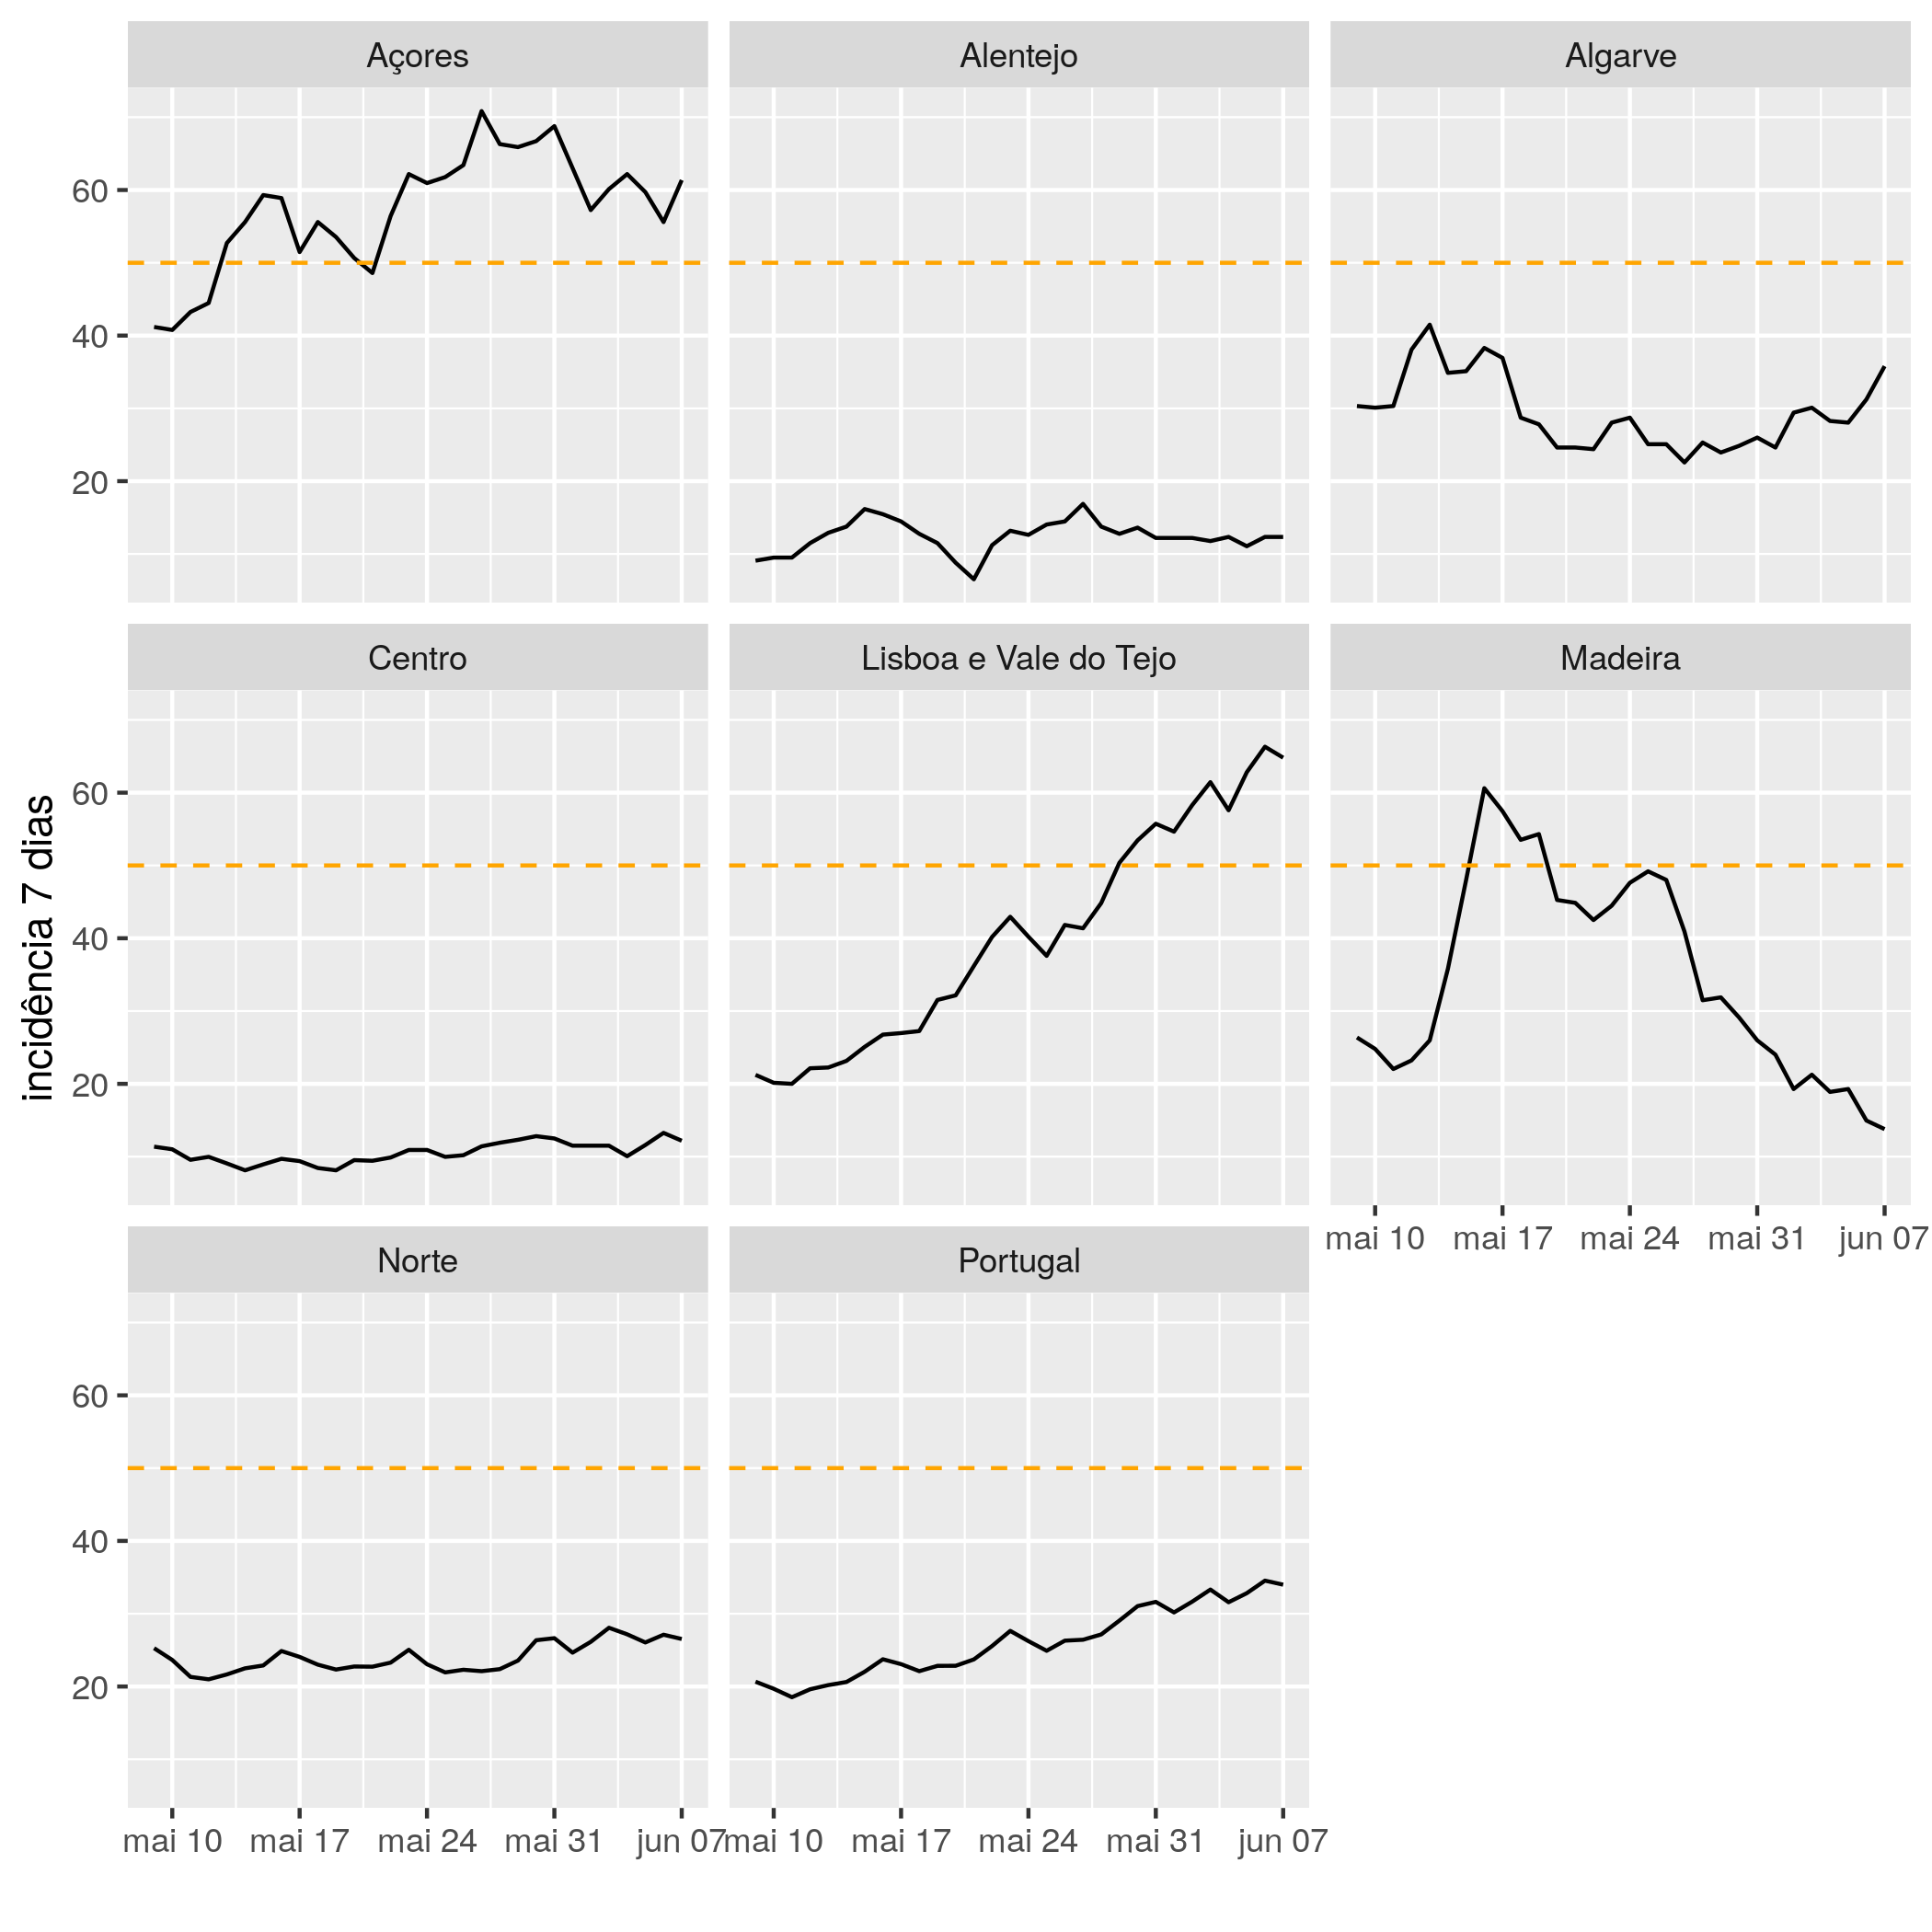 Açores
Alentejo
Algarve
60
40
20
Centro
Lisboa e Vale do Tejo
Madeira
incidência 7 dias
60
40
20
mai 10 mai 17 mai 24 mai 31 jun 07
Norte
Portugal
60
40
20
mai 10 mai 17 mai 24 mai 31 jun 07
mai 10 mai 17 mai 24 mai 31 jun 07